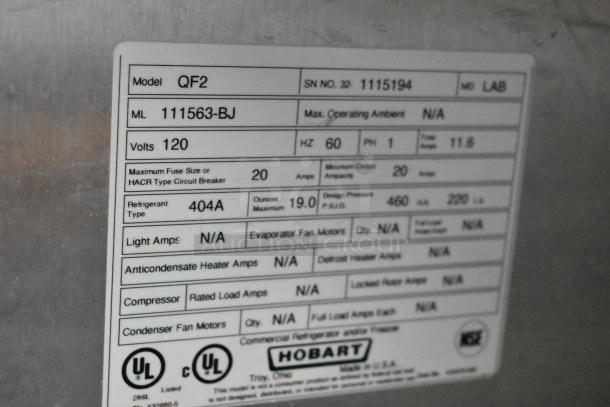 Model QF2 SN NO. 32- 1115194 MD LAB
ML 111563-BJ Max. Operating Ambient N/A
Volts 120 HZ 60 PH 1 Total Amps 11.6
Maximum Fuse Size or HACR Type Circuit Breaker 20 Amps Minimum Circuit Ampacity 20 Amps
Refrigerant Type 404A Ounces Maximum 19.0 Design Pressure P.S.I.G. 460 H.S. 220 L.S.
Light Amps N/A Evaporator Fan Motors Qty. N/A Full Load Amps Each N/A
Anticondensate Heater Amps N/A Defrost Heater Amps N/A
Compressor Rated Load Amps N/A Locked Rotor Amps N/A
Condenser Fan Motors Qty. N/A Full Load Amps Each N/A
Commercial Refrigerator and/or Freezer
UL c UL HOBART NSF
Listed Troy, Ohio Made in U.S.A.
286L
AUCTION GROUP